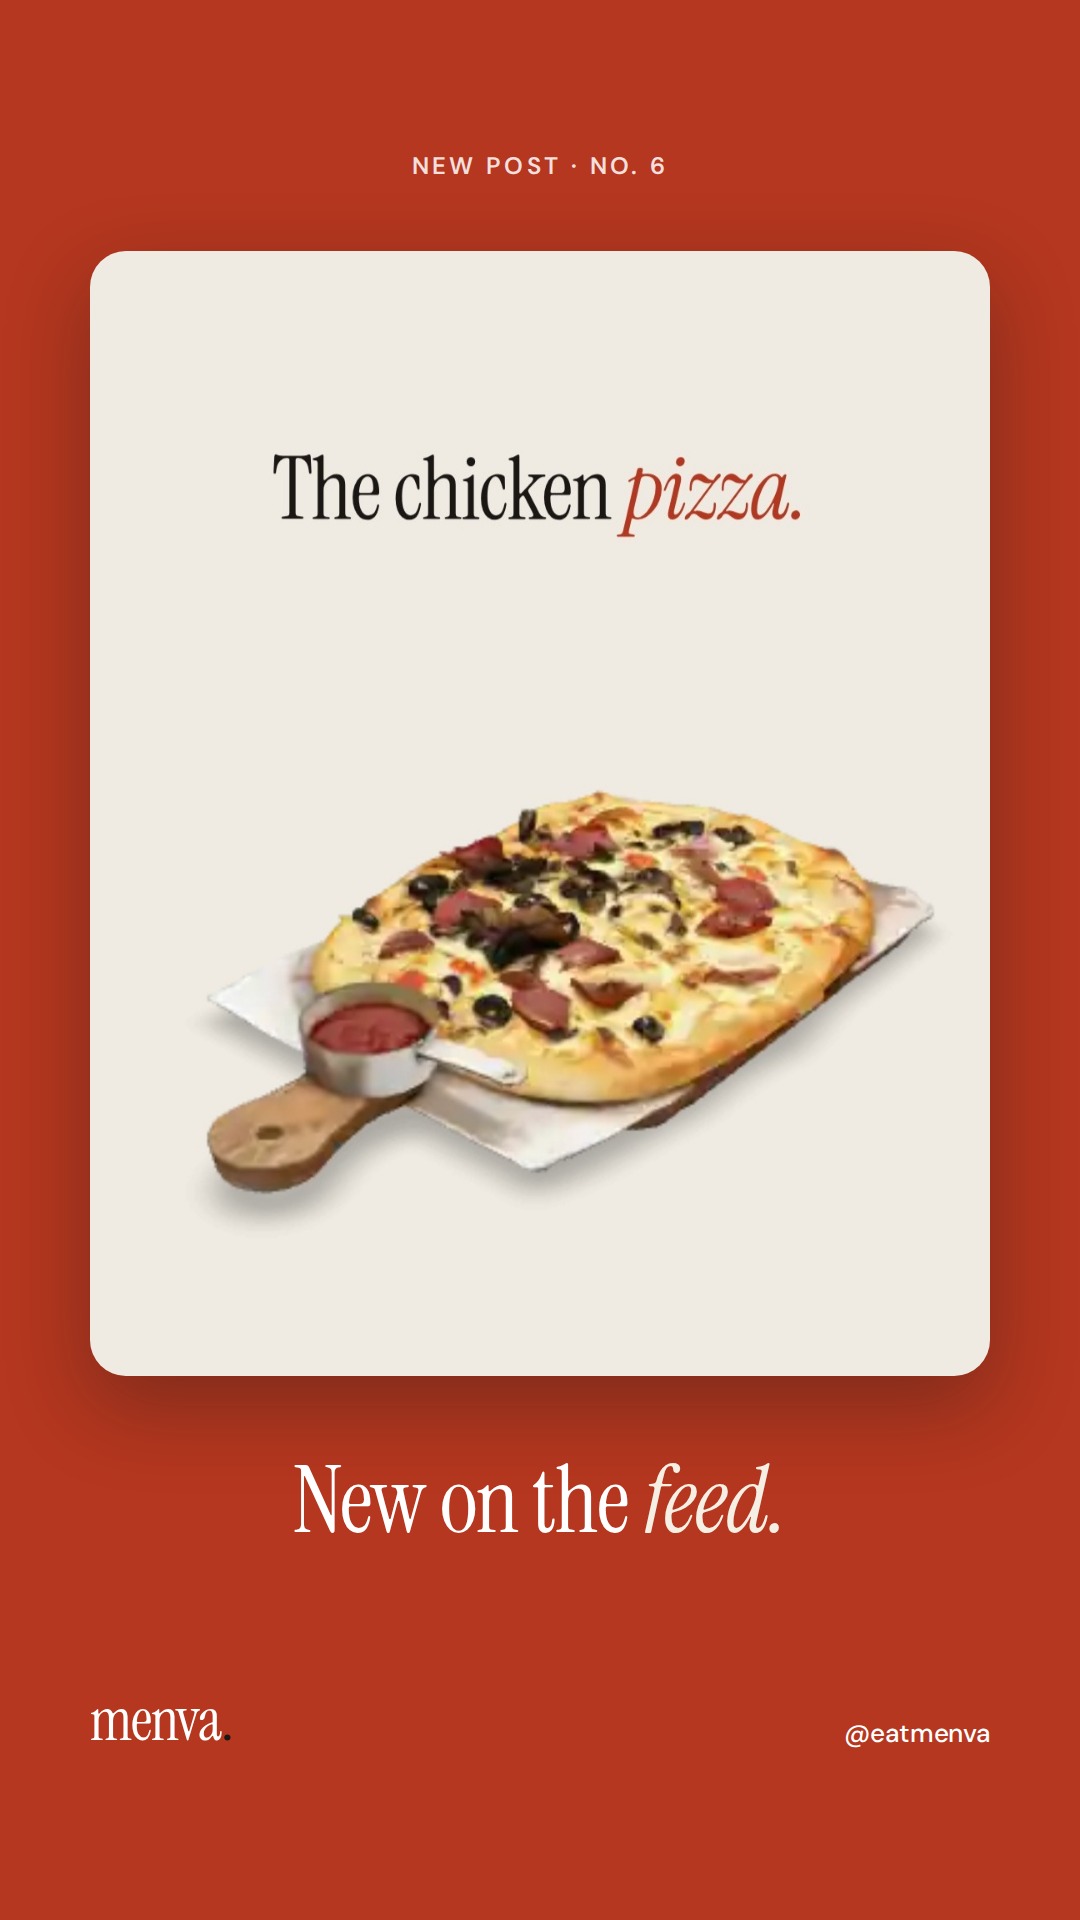 NEW POST · NO. 6
The chicken pizza.
New on the feed.
menva.
@eatmenva